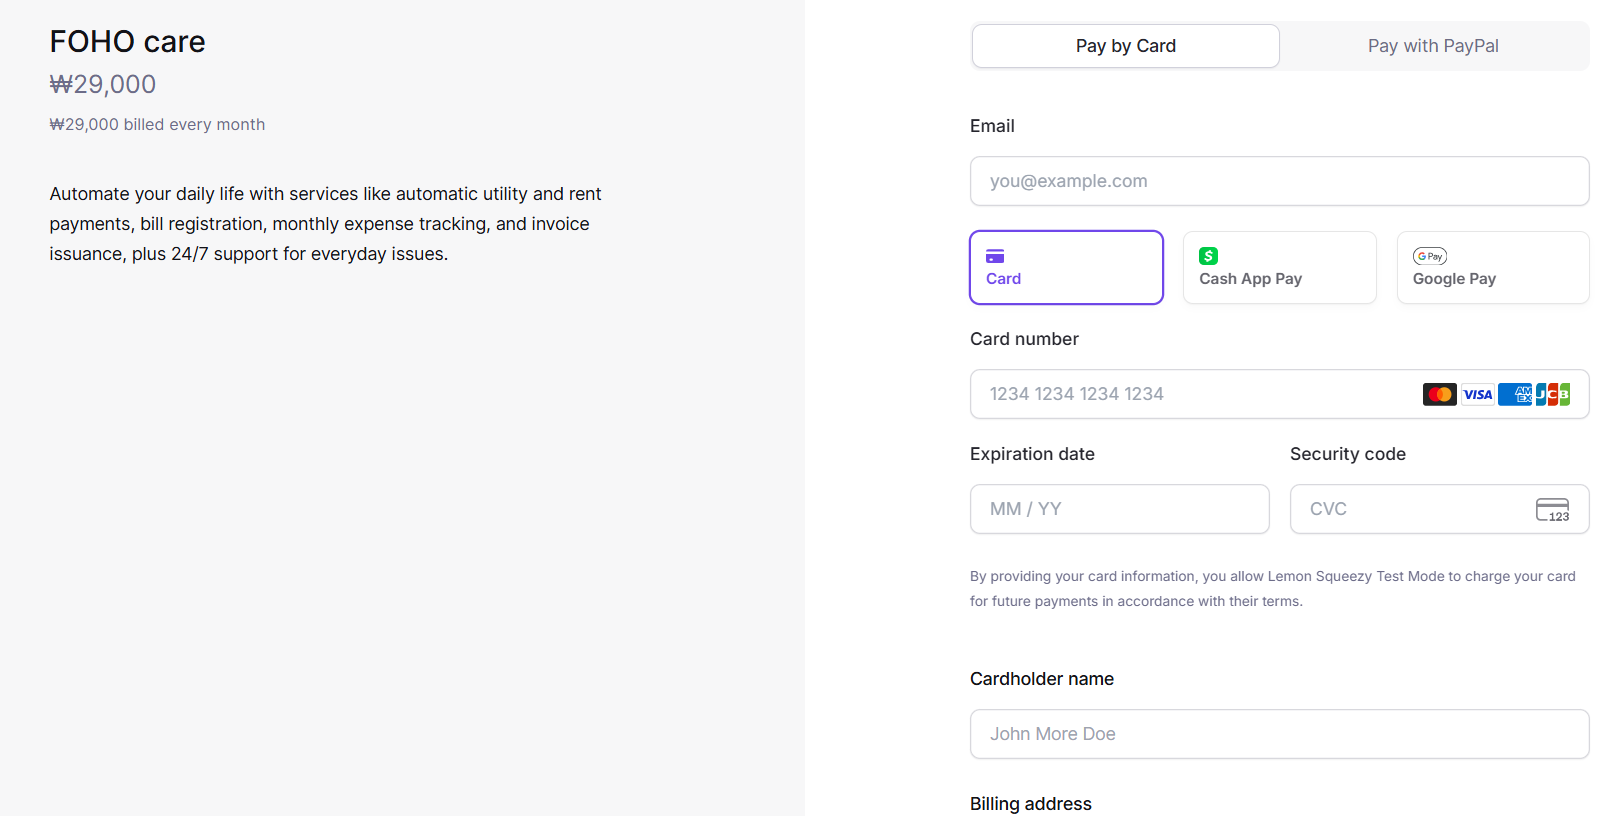 FOHO care
₩29,000
₩29,000 billed every month
Automate your daily life with services like automatic utility and rent
payments, bill registration, monthly expense tracking, and invoice
issuance, plus 24/7 support for everyday issues.
Pay by Card
Pay with PayPal
Email
you@example.com
Card
Cash App Pay
G Pay
Google Pay
Card number
1234 1234 1234 1234
VISA
AM
EX
JCB
Expiration date
Security code
MM / YY
CVC
123
By providing your card information, you allow Lemon Squeezy Test Mode to charge your card
for future payments in accordance with their terms.
Cardholder name
John More Doe
Billing address